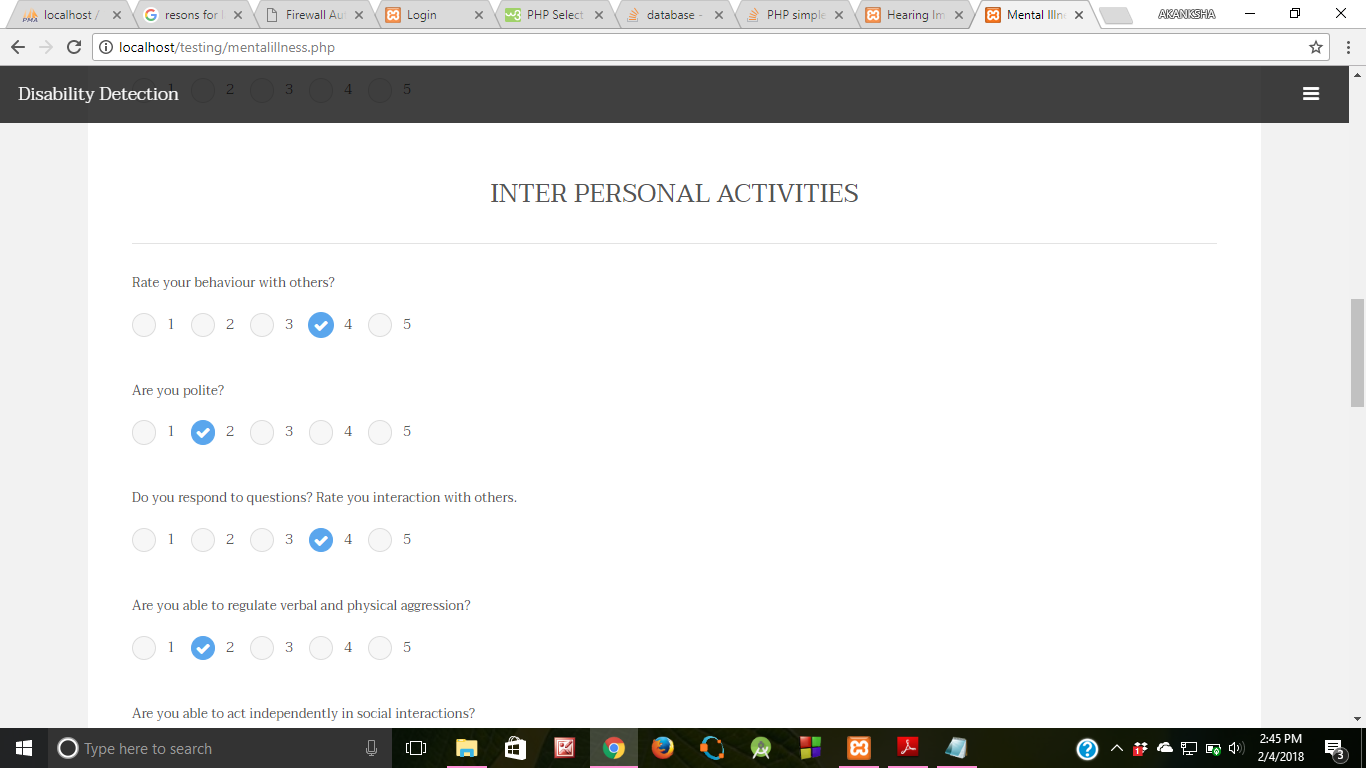 localhost /
resons for
Firewall Au
Login
PHP Select
database -
PHP simple
Hearing Im
Mental Illn
AKANKSHA
localhost/testing/mentalillness.php
Disability Detection
1 2 3 4 5
INTER PERSONAL ACTIVITIES
Rate your behaviour with others?
1 2 3 4 5
Are you polite?
1 2 3 4 5
Do you respond to questions? Rate you interaction with others.
1 2 3 4 5
Are you able to regulate verbal and physical aggression?
1 2 3 4 5
Are you able to act independently in social interactions?
Type here to search
2:45 PM
2/4/2018
3